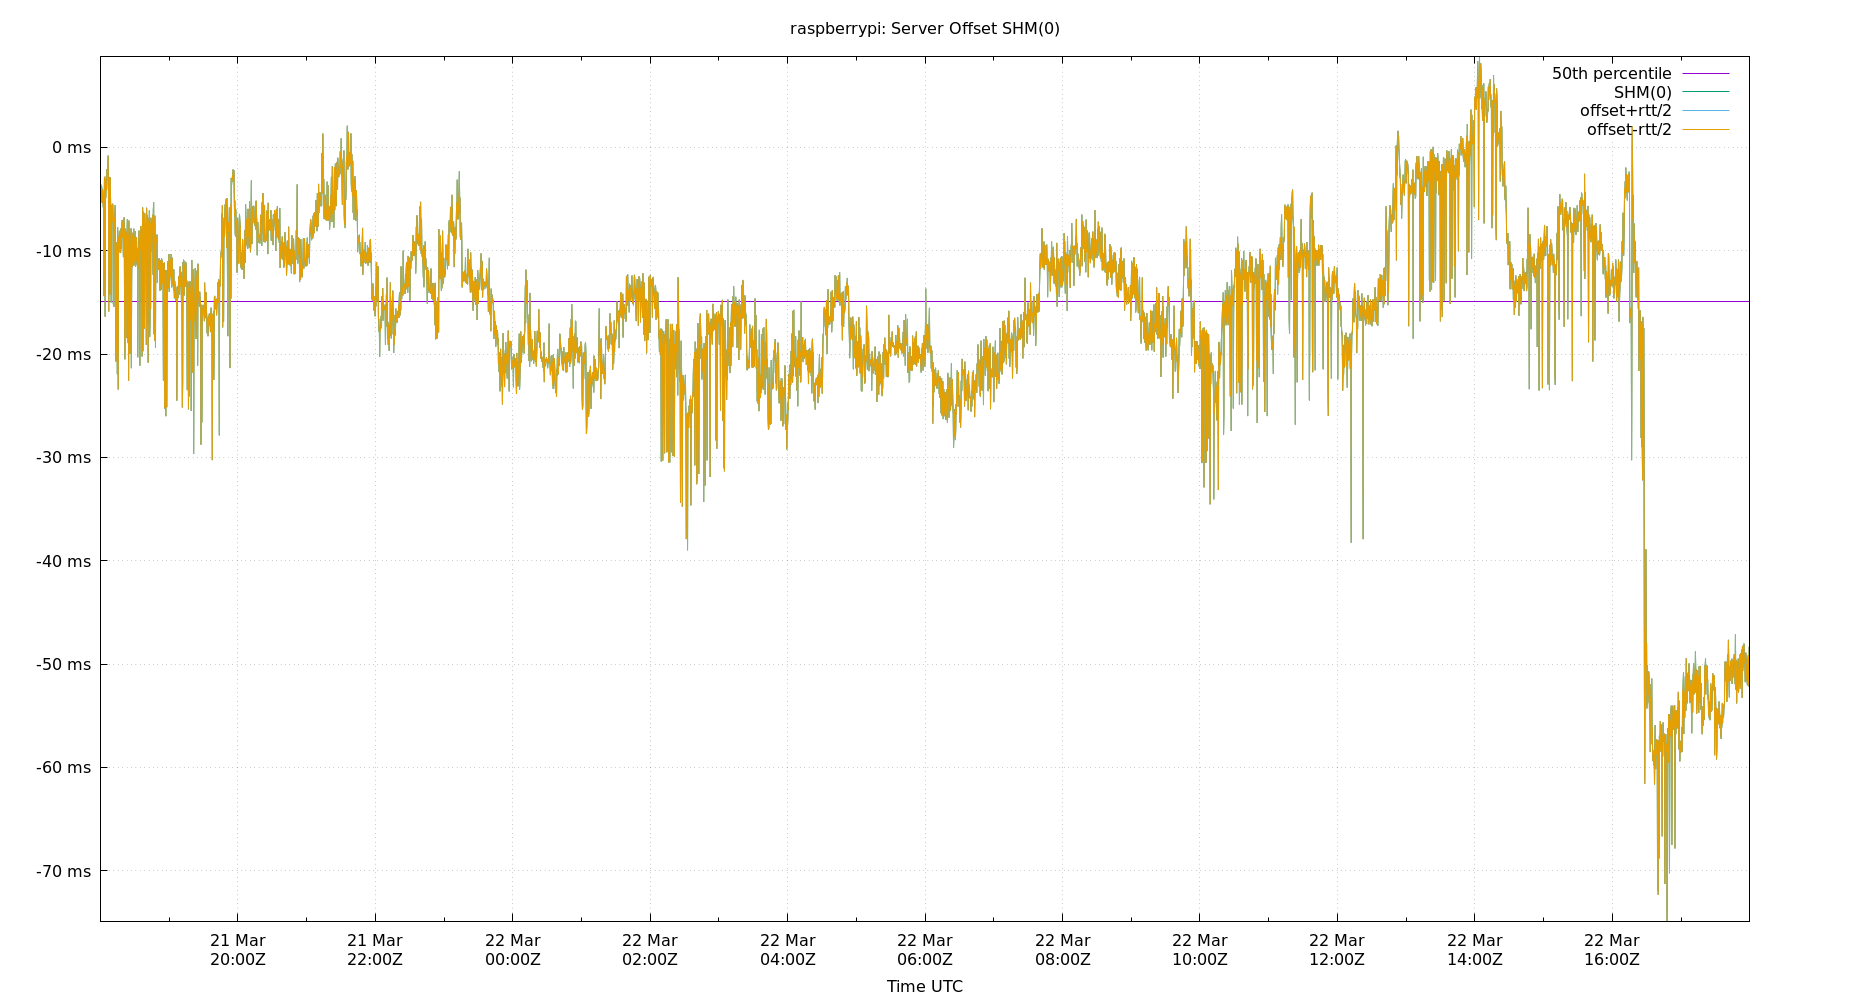 raspberrypi: Server Offset SHM(0)
50th percentile
SHM(0)
offset+rtt/2
offset-rtt/2
0 ms
-10 ms
-20 ms
-30 ms
-40 ms
-50 ms
-60 ms
-70 ms
21 Mar 21 Mar 22 Mar 22 Mar 22 Mar 22 Mar 22 Mar 22 Mar 22 Mar 22 Mar 22 Mar
20:00Z 22:00Z 00:00Z 02:00Z 04:00Z 06:00Z 08:00Z 10:00Z 12:00Z 14:00Z 16:00Z
Time UTC